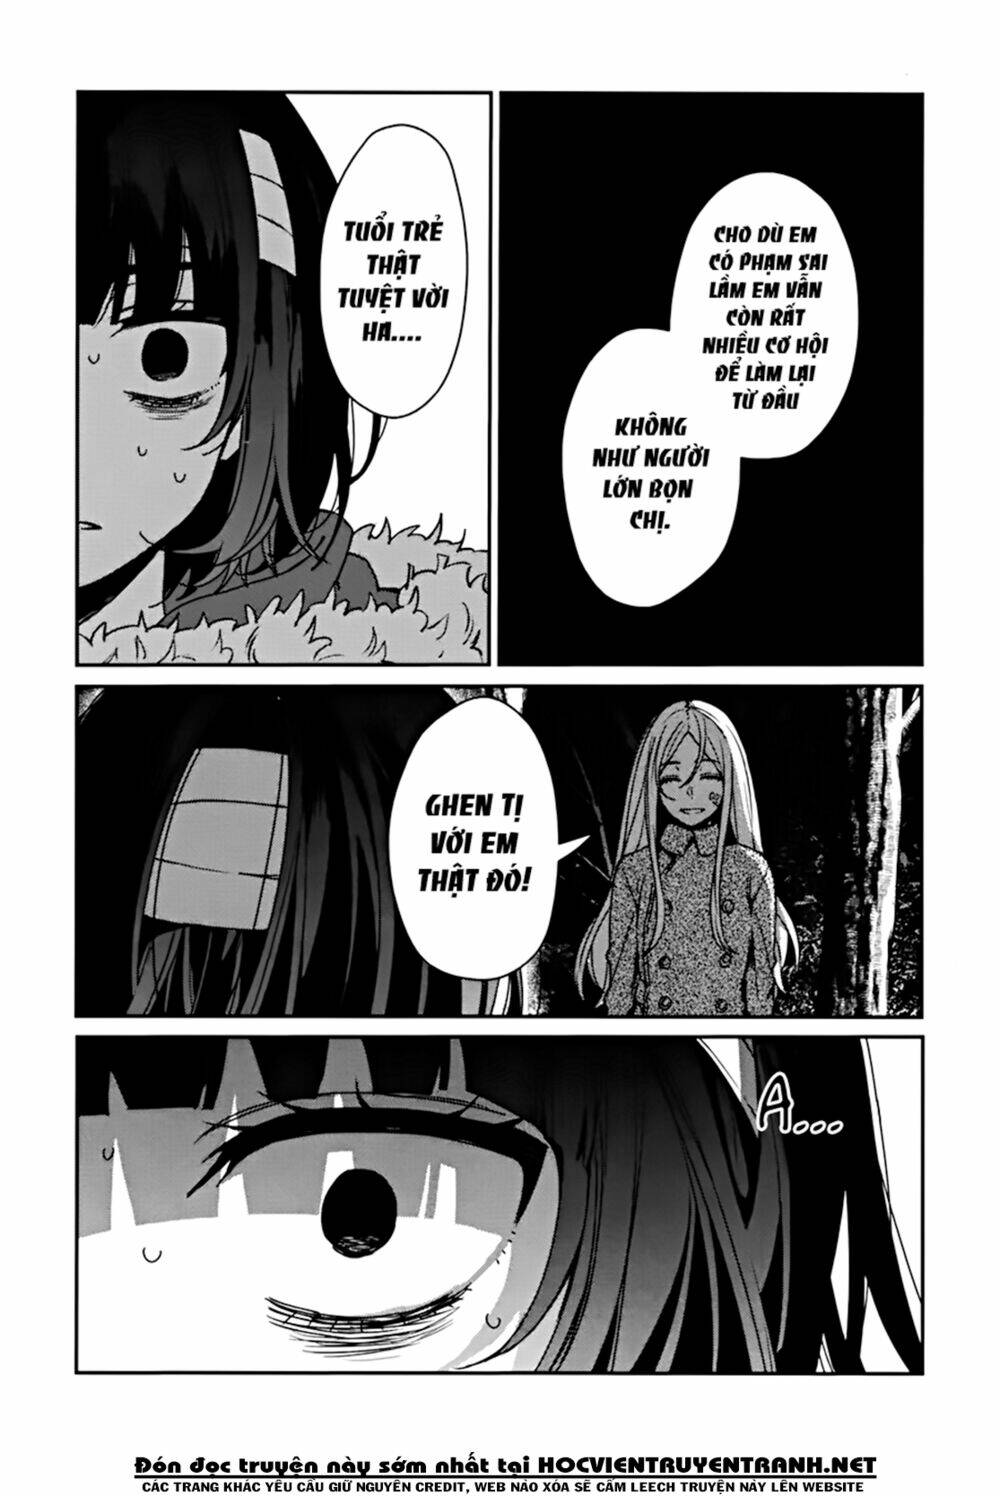 CHO DÙ EM
CÓ PHẠM SAI
LẦM EM VẪN
CÒN RẤT
NHIỀU CƠ HỘI
ĐỂ LÀM LẠI
TỪ ĐẦU
KHÔNG
NHƯ NGƯỜI
LỚN BỌN
CHỊ.
TUỔI TRẺ
THẬT
TUYỆT VỜI
HA....
GHEN TỊ
VỚI EM
THẬT ĐÓ!
A...
Đón đọc truyện này sớm nhất tại HOCVIENTRUYENTRANH.NET
CÁC TRANG KHÁC YÊU CẦU GIỮ NGUYÊN CREDIT, WEB NÀO XÓA SẼ CẤM LEECH TRUYỆN NÀY LÊN WEBSITE